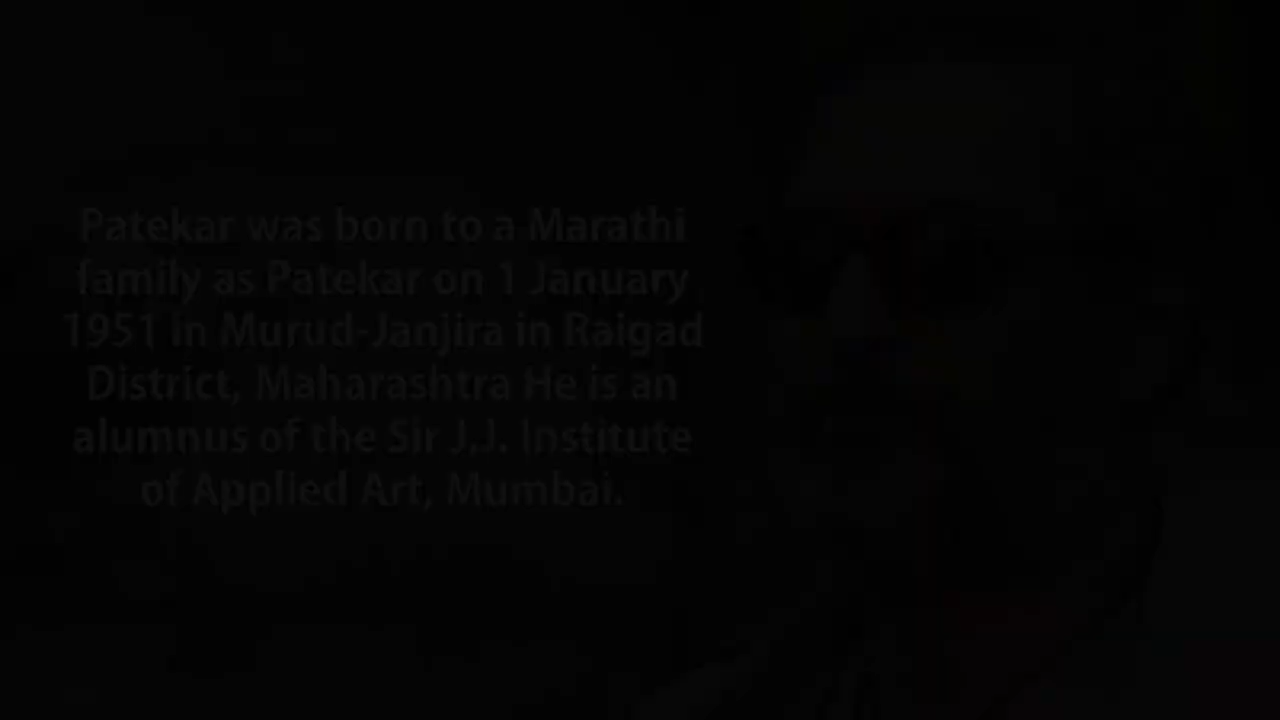 Patekar was born to a Marathi
family as Patekar on 1 January
1951 in Murud-Janjira in Raigad
District, Maharashtra He is an
alumnus of the Sir J.J. Institute
of Applied Art, Mumbai.